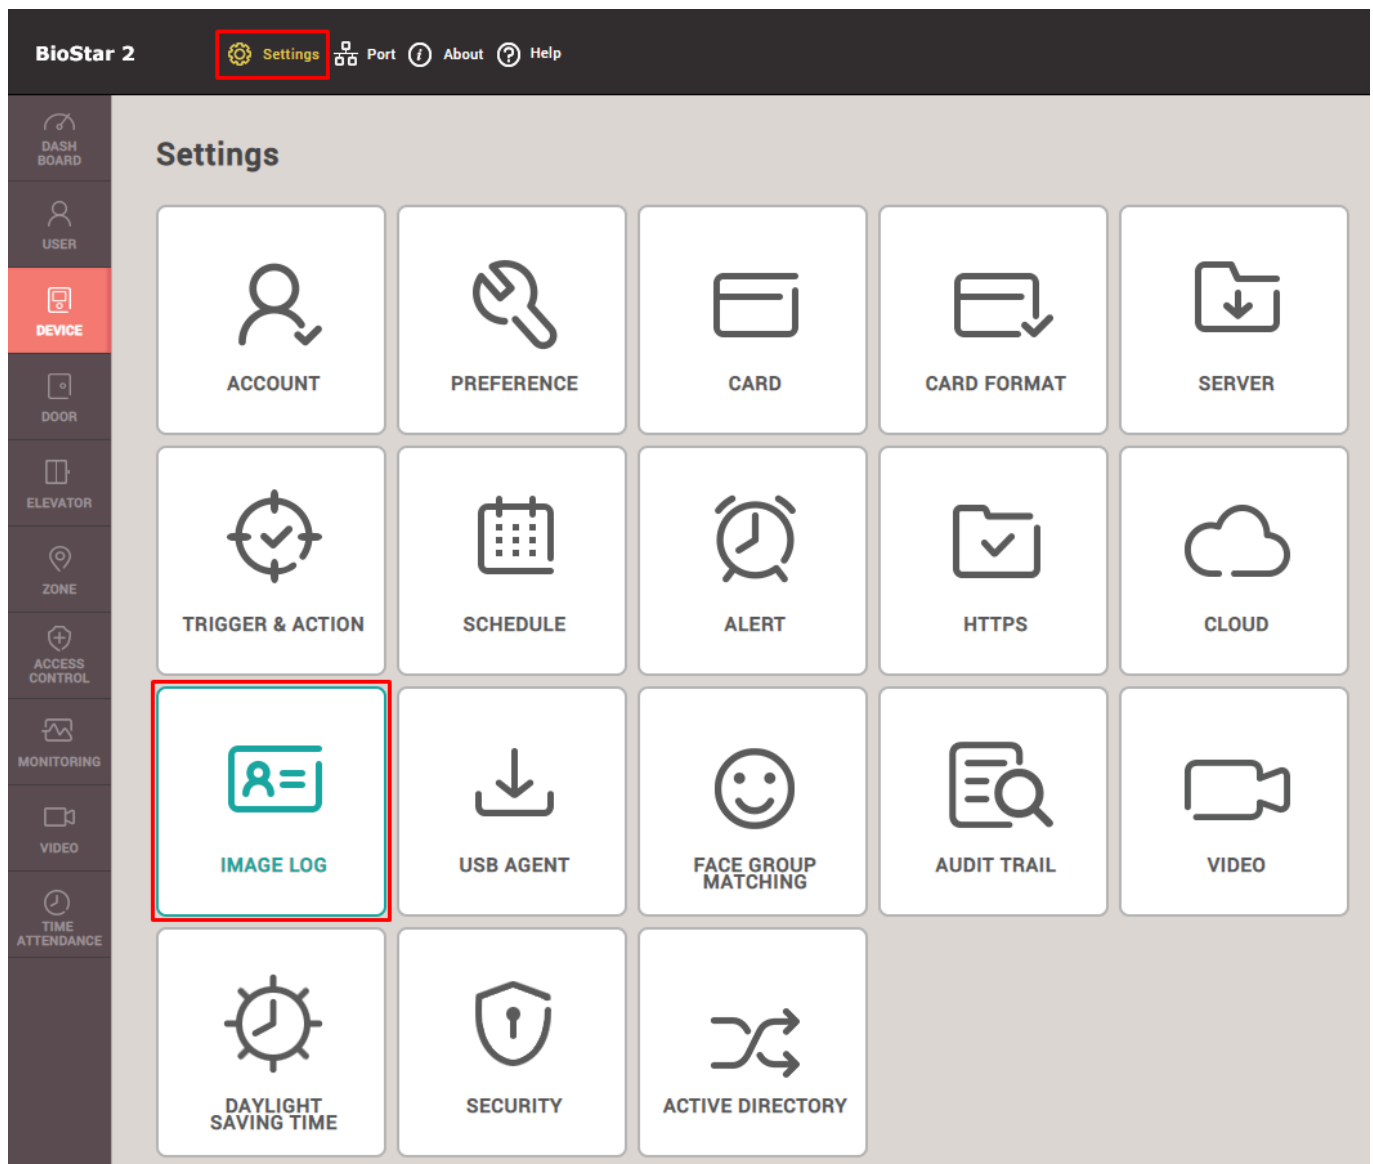 BioStar 2
Settings
Port
About
Help
DASH
BOARD
USER
DEVICE
DOOR
ELEVATOR
ZONE
ACCESS
CONTROL
MONITORING
VIDEO
TIME
ATTENDANCE
Settings
ACCOUNT
PREFERENCE
CARD
CARD FORMAT
SERVER
TRIGGER & ACTION
SCHEDULE
ALERT
HTTPS
CLOUD
IMAGE LOG
USB AGENT
FACE GROUP
MATCHING
AUDIT TRAIL
VIDEO
DAYLIGHT
SAVING TIME
SECURITY
ACTIVE DIRECTORY